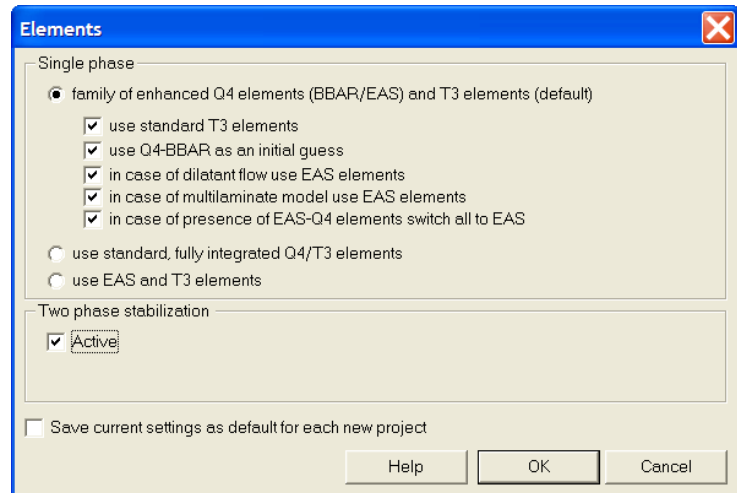 Elements
Single phase
family of enhanced Q4 elements (BBAR/EAS) and T3 elements (default)
use standard T3 elements
use Q4-BBAR as an initial guess
in case of dilatant flow use EAS elements
in case of multilaminate model use EAS elements
in case of presence of EAS-Q4 elements switch all to EAS
use standard, fully integrated Q4/T3 elements
use EAS and T3 elements
Two phase stabilization
Active
Save current settings as default for each new project
Help OK Cancel